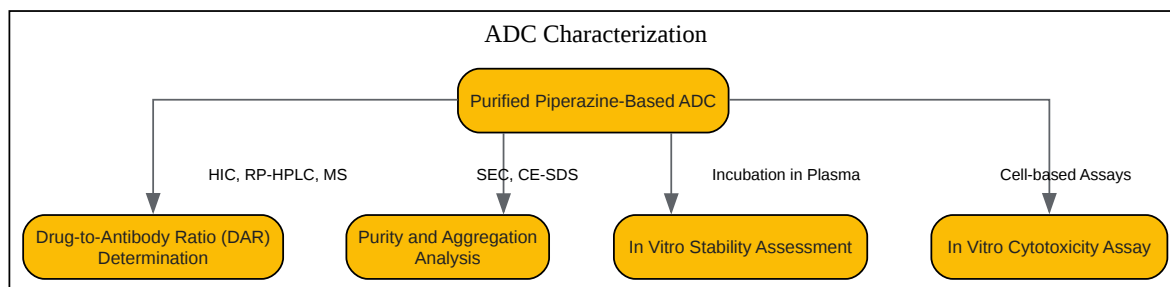 ADC Characterization
Purified Piperazine-Based ADC
HIC, RP-HPLC, MS
SEC, CE-SDS
Incubation in Plasma
Cell-based Assays
Drug-to-Antibody Ratio (DAR)
Determination
Purity and Aggregation
Analysis
In Vitro Stability Assessment
In Vitro Cytotoxicity Assay